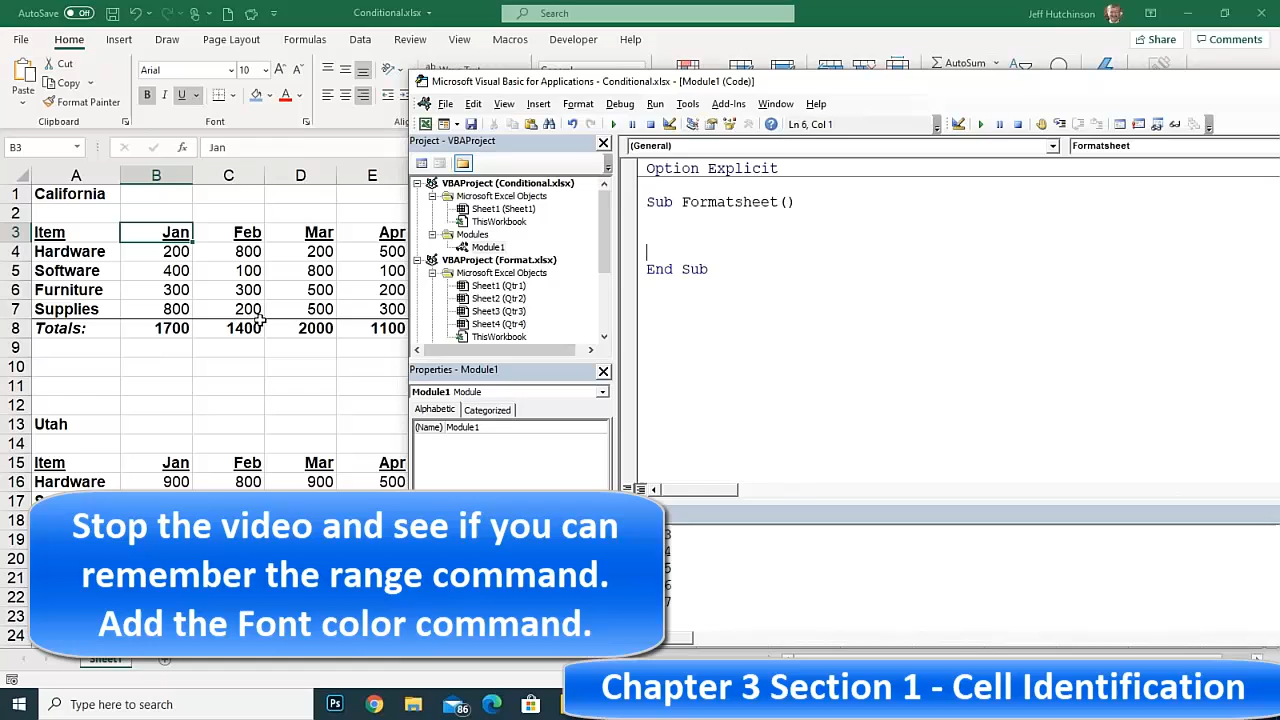 AutoSave Off
Conditional.xlsx
Search
Jeff Hutchinson
File Home Insert Draw Page Layout Formulas Data Review View Macros Developer Help
Share Comments
Paste
Cut
Copy
Format Painter
Clipboard
Arial 10
B I U
Font
AutoSum
B3
Jan
A B C D E
1 California
2
3 Item Jan Feb Mar Apr
4 Hardware 200 800 200 500
5 Software 400 100 800 100
6 Furniture 300 300 500 200
7 Supplies 800 200 500 300
8 Totals: 1700 1400 2000 1100
9
10
11
12
13 Utah
14
15 Item Jan Feb Mar Apr
16 Hardware 900 800 900 500
17
18
19
20
21
22
23
24
Sheet1
Microsoft Visual Basic for Applications - Conditional.xlsx - [Module1 (Code)]
File Edit View Insert Format Debug Run Tools Add-Ins Window Help
Ln 6, Col 1
Project - VBAProject
VBAProject (Conditional.xlsx)
Microsoft Excel Objects
Sheet1 (Sheet1)
ThisWorkbook
Modules
Module1
VBAProject (Format.xlsx)
Microsoft Excel Objects
Sheet1 (Qtr1)
Sheet2 (Qtr2)
Sheet3 (Qtr3)
Sheet4 (Qtr4)
ThisWorkbook
Properties - Module1
Module1 Module
Alphabetic Categorized
(Name) Module1
(General)
Formatsheet
Option Explicit
Sub Formatsheet()
End Sub
3
4
5
6
7
Stop the video and see if you can
remember the range command.
Add the Font color command.
Chapter 3 Section 1 - Cell Identification
Type here to search
86